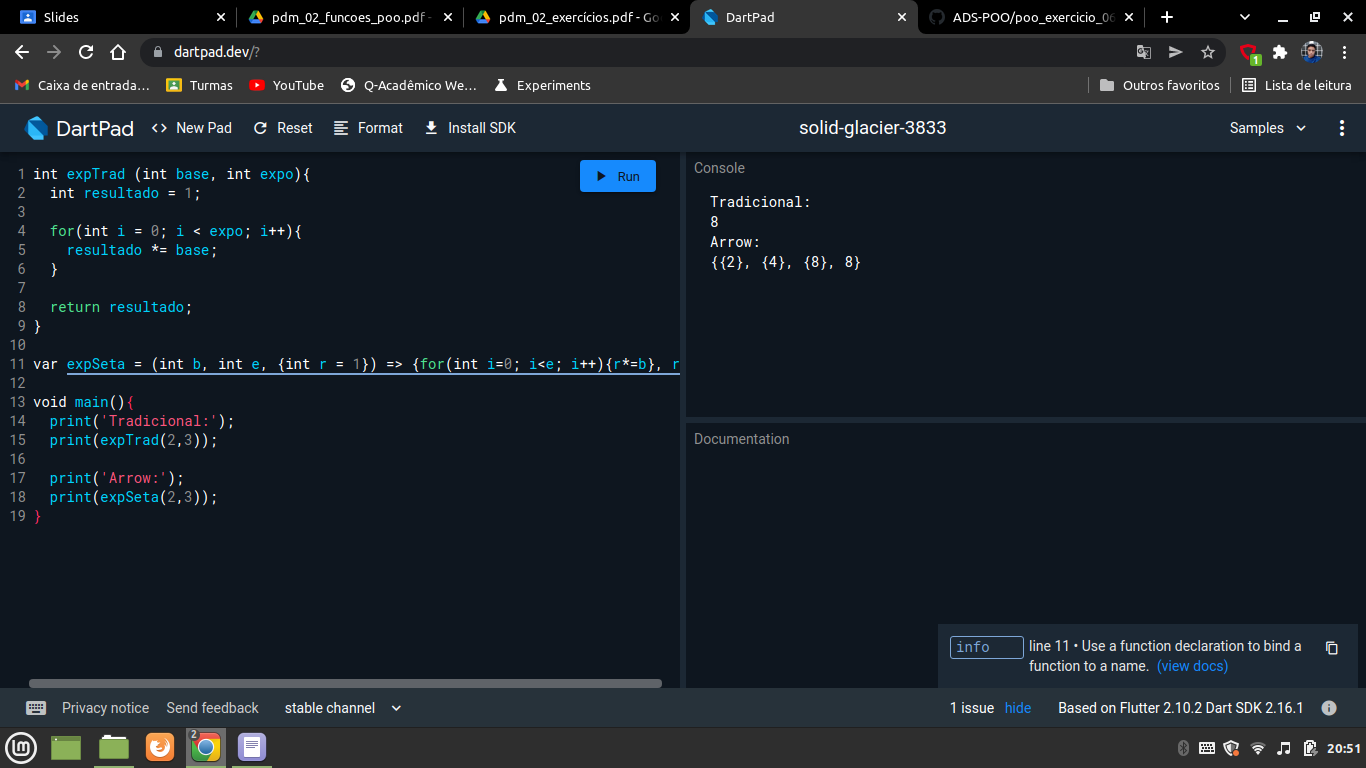 Slides
pdm_02_funcoes_poo.pdf -
pdm_02_exercícios.pdf - Go
DartPad
ADS-POO/poo_exercicio_06
dartpad.dev/?
1
Caixa de entrada…
Turmas
YouTube
Q-Acadêmico We…
Experiments
Outros favoritos
Lista de leitura
DartPad
<> New Pad
Reset
Format
Install SDK
solid-glacier-3833
Samples
Run
1 int expTrad (int base, int expo){
2   int resultado = 1;
3
4   for(int i = 0; i < expo; i++){
5     resultado *= base;
6   }
7
8   return resultado;
9 }
10
11 var expSeta = (int b, int e, {int r = 1}) => {for(int i=0; i<e; i++){r*=b}, r
12
13 void main(){
14   print('Tradicional:');
15   print(expTrad(2,3));
16
17   print('Arrow:');
18   print(expSeta(2,3));
19 }
Console
Tradicional:
8
Arrow:
{{2}, {4}, {8}, 8}
Documentation
info
line 11 • Use a function declaration to bind a
function to a name. (view docs)
Privacy notice
Send feedback
stable channel
1 issue
hide
Based on Flutter 2.10.2 Dart SDK 2.16.1
2
20:51